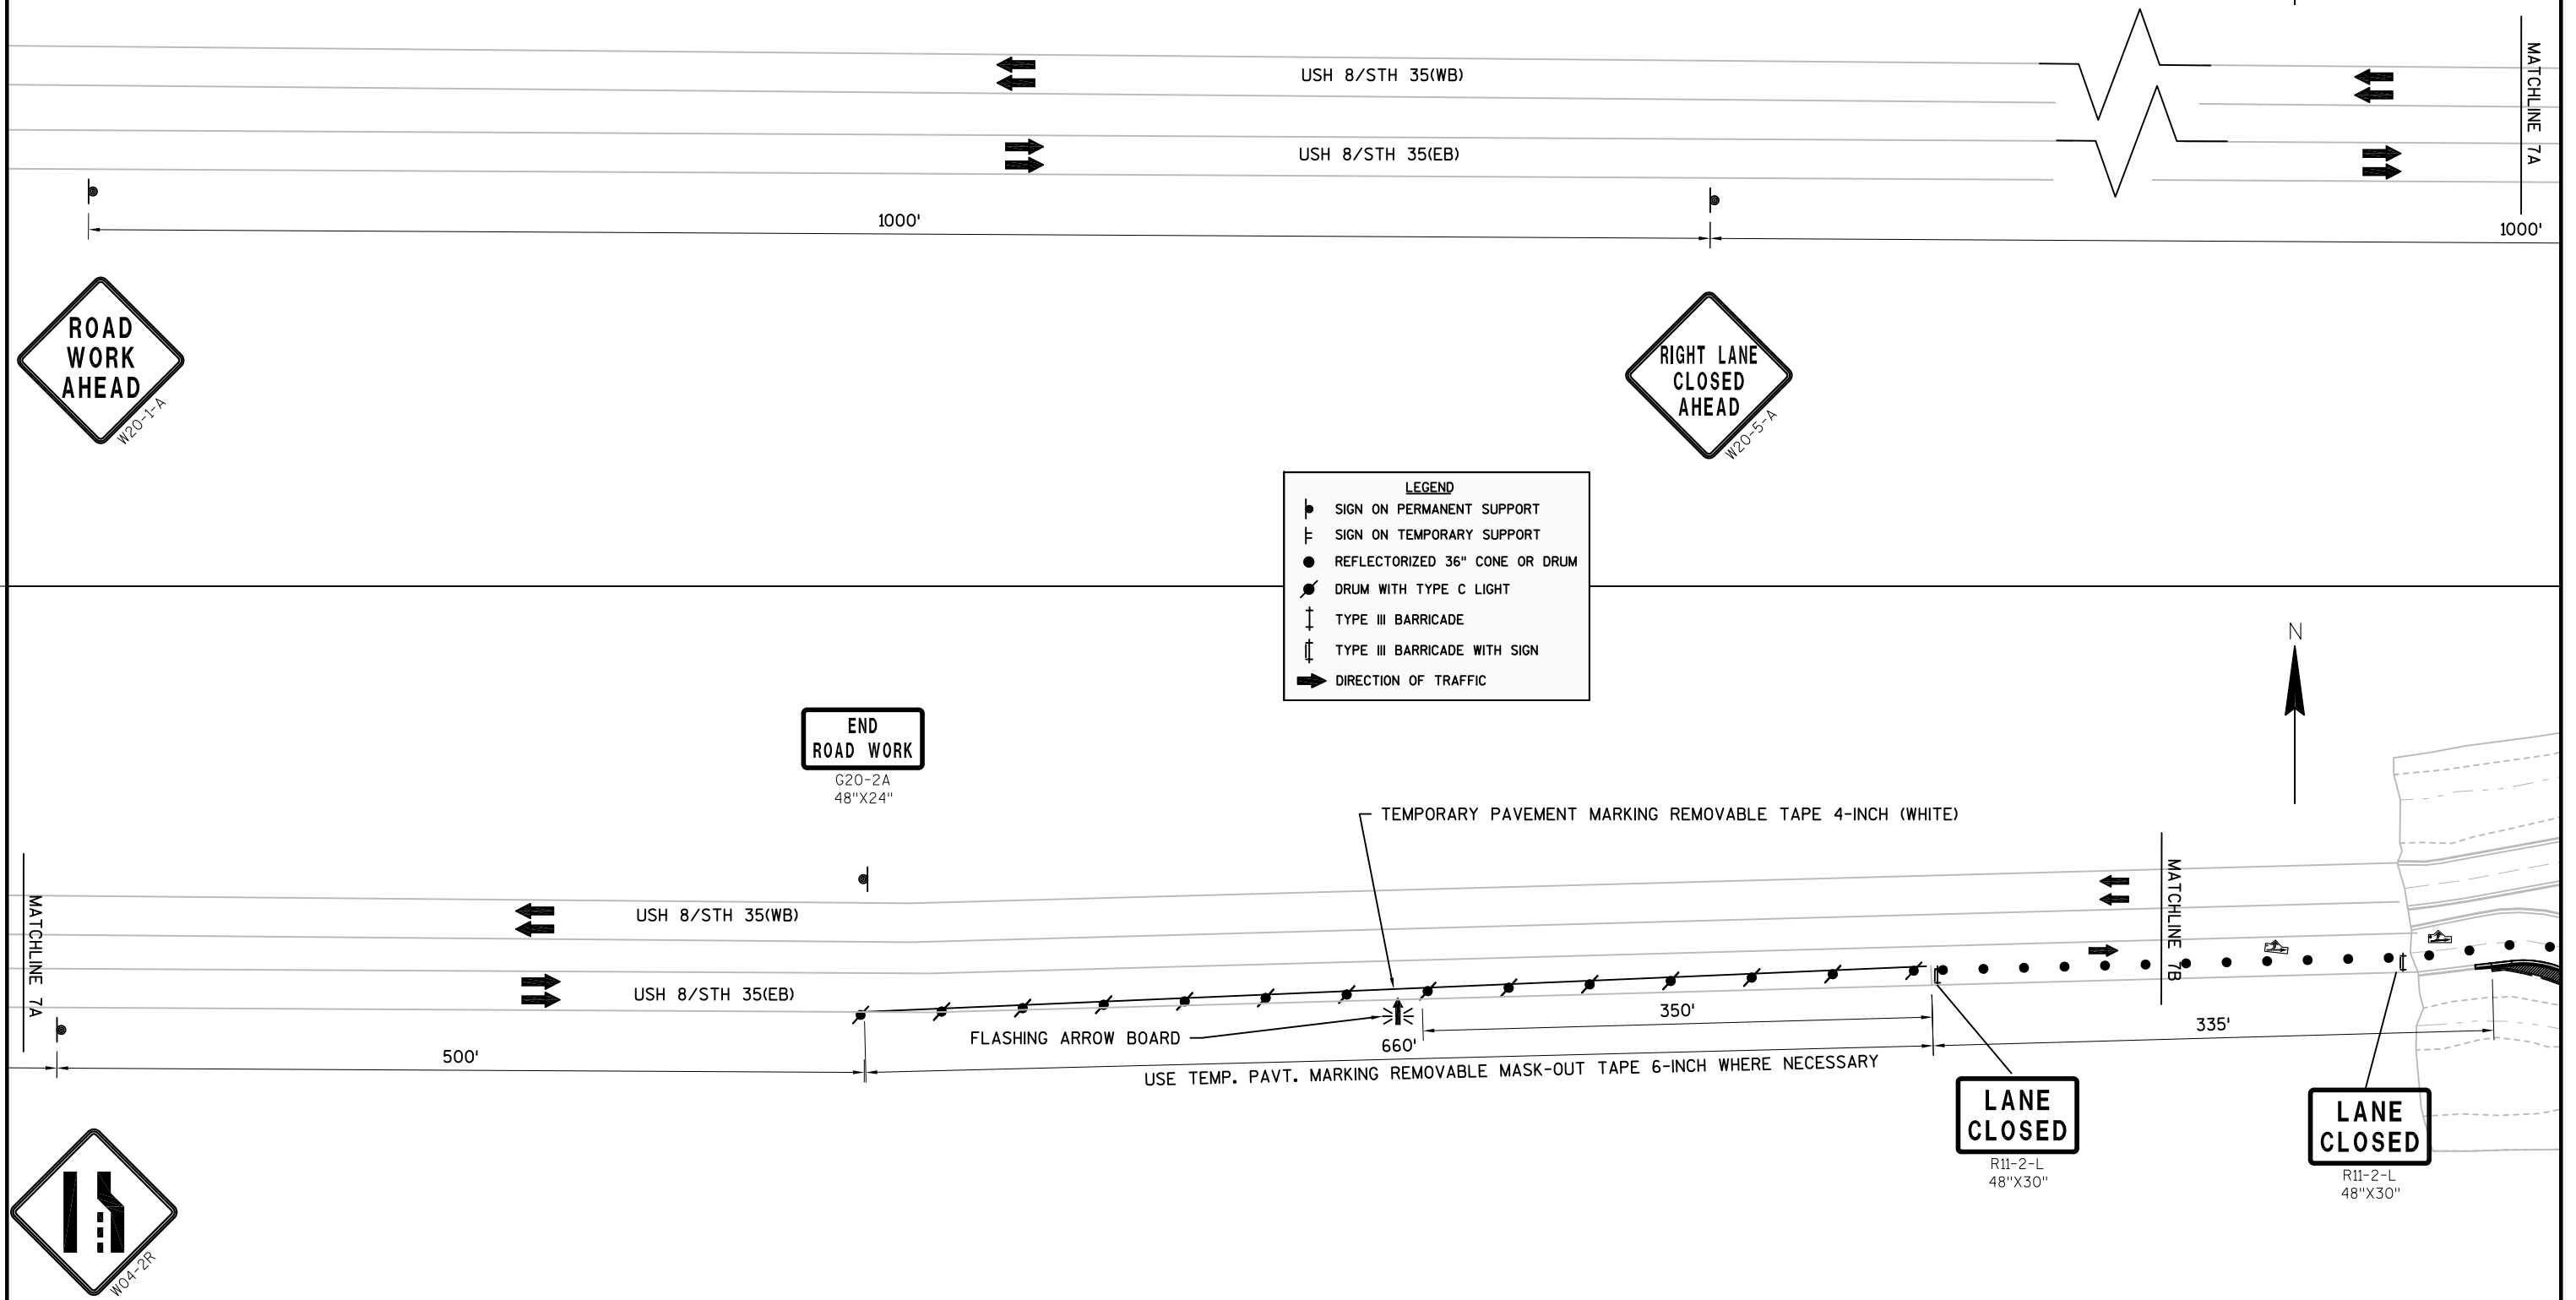 USH 8/STH 35(WB)
MATCHLINE 7A
USH 8/STH 35(EB)
1000'
1000'
ROAD
WORK
AHEAD
W20-1-A
RIGHT LANE
CLOSED
AHEAD
W20-5-A
LEGEND
SIGN ON PERMANENT SUPPORT
SIGN ON TEMPORARY SUPPORT
REFLECTORIZED 36" CONE OR DRUM
DRUM WITH TYPE C LIGHT
TYPE III BARRICADE
TYPE III BARRICADE WITH SIGN
DIRECTION OF TRAFFIC
N
END
ROAD WORK
G20-2A
48"X24"
TEMPORARY PAVEMENT MARKING REMOVABLE TAPE 4-INCH (WHITE)
MATCHLINE 7A
USH 8/STH 35(WB)
MATCHLINE 7B
USH 8/STH 35(EB)
350'
335'
FLASHING ARROW BOARD
660'
500'
USE TEMP. PAVT. MARKING REMOVABLE MASK-OUT TAPE 6-INCH WHERE NECESSARY
LANE
CLOSED
R11-2-L
48"X30"
LANE
CLOSED
R11-2-L
48"X30"
W04-2R